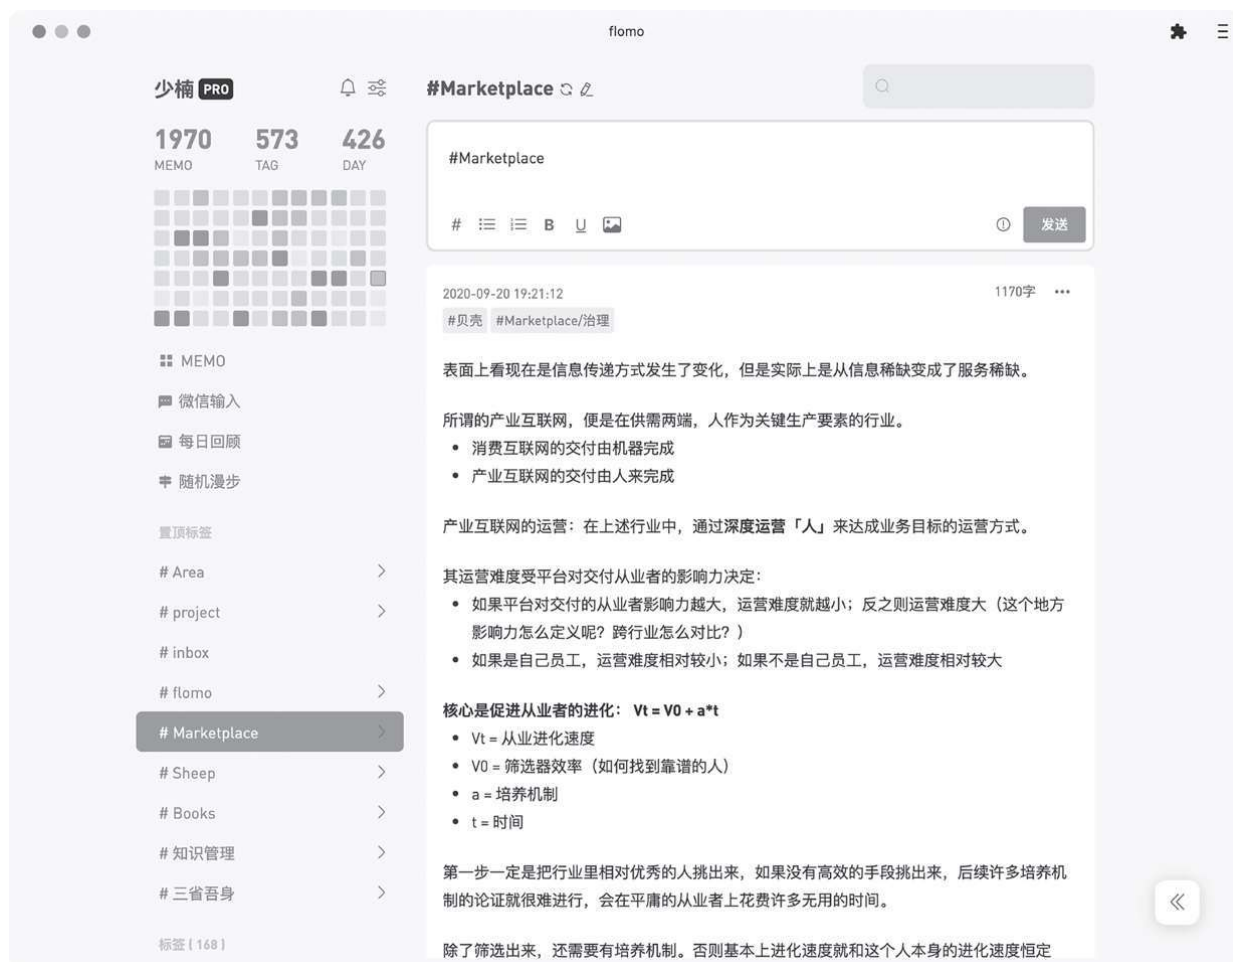 flomo
少楠 PRO
1970 573 426
MEMO TAG DAY
MEMO
微信输入
每日回顾
随机漫步
置顶标签
# Area
# project
# inbox
# flomo
# Marketplace
# Sheep
# Books
# 知识管理
# 三省吾身
标签 ( 168 )
#Marketplace
#Marketplace
# B U 发送
2020-09-20 19:21:12 1170字
#贝壳 #Marketplace/治理
表面上看现在是信息传递方式发生了变化，但是实际上是从信息稀缺变成了服务稀缺。
所谓的产业互联网，便是在供需两端，人作为关键生产要素的行业。
• 消费互联网的交付由机器完成
• 产业互联网的交付由人来完成
产业互联网的运营：在上述行业中，通过深度运营「人」来达成业务目标的运营方式。
其运营难度受平台对交付从业者的影响力决定：
• 如果平台对交付的从业者影响力越大，运营难度就越小；反之则运营难度大（这个地方
影响力怎么定义呢？跨行业怎么对比？）
• 如果是自己员工，运营难度相对较小；如果不是自己员工，运营难度相对较大
核心是促进从业者的进化： Vt = V0 + a*t
• Vt = 从业进化速度
• V0 = 筛选器效率（如何找到靠谱的人）
• a = 培养机制
• t = 时间
第一步一定是把行业里相对优秀的人挑出来，如果没有高效的手段挑出来，后续许多培养机
制的论证就很难进行，会在平庸的从业者上花费许多无用的时间。
除了筛选出来，还需要有培养机制。否则基本上进化速度就和这个人本身的进化速度恒定